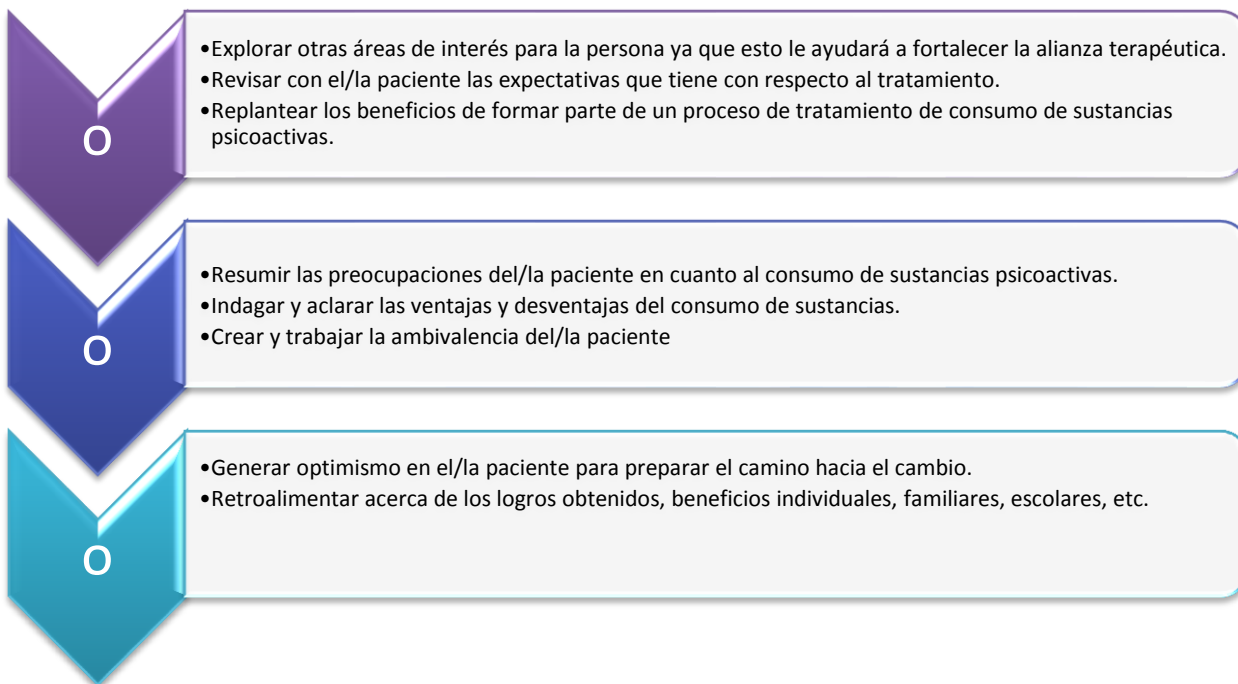 •Explorar otras áreas de interés para la persona ya que esto le ayudará a fortalecer la alianza terapéutica.
•Revisar con el/la paciente las expectativas que tiene con respecto al tratamiento.
•Replantear los beneficios de formar parte de un proceso de tratamiento de consumo de sustancias
psicoactivas.
O
•Resumir las preocupaciones del/la paciente en cuanto al consumo de sustancias psicoactivas.
•Indagar y aclarar las ventajas y desventajas del consumo de sustancias.
•Crear y trabajar la ambivalencia del/la paciente
O
•Generar optimismo en el/la paciente para preparar el camino hacia el cambio.
•Retroalimentar acerca de los logros obtenidos, beneficios individuales, familiares, escolares, etc.
O